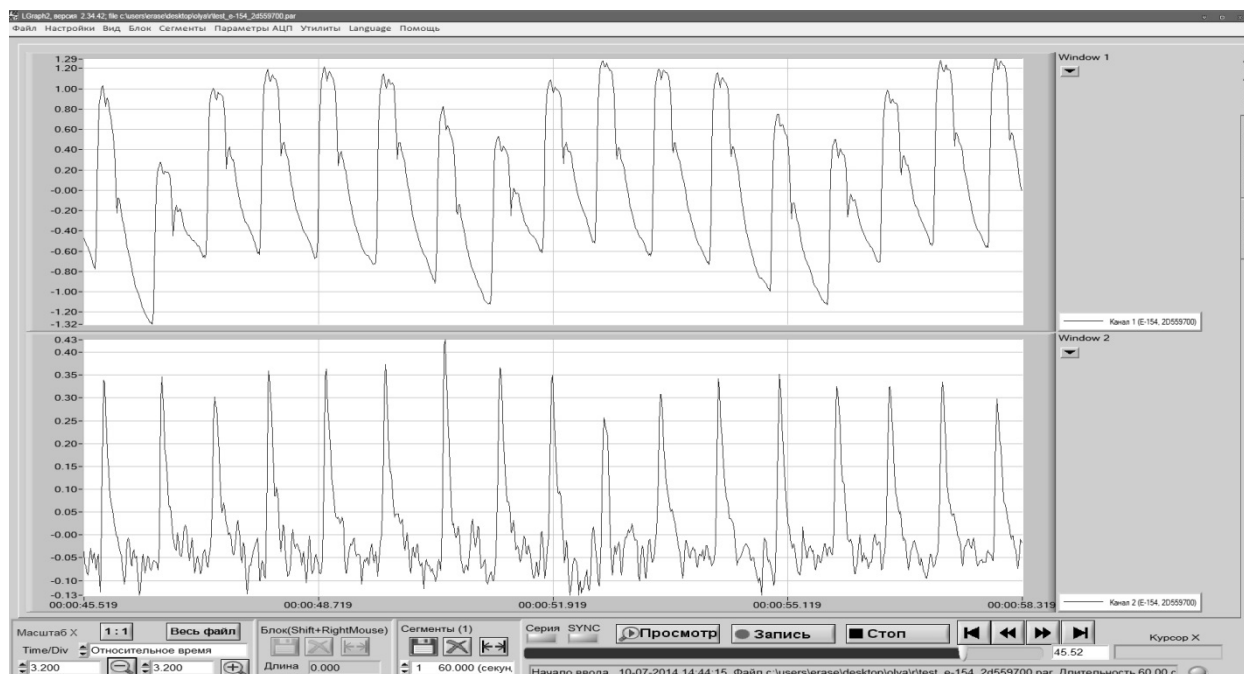 LGraph2, версия 2.34.42; file c:\users\erase\desktop\olya\r\test_e-154_2d559700.par
Файл Настройки Вид Блок Сегменты Параметры АЦП Утилиты Language Помощь
Window 1
1.29
1.20
1.00
0.80
0.60
0.40
0.20
-0.00
-0.20
-0.40
-0.60
-0.80
-1.00
-1.20
-1.32
Канал 1 (E-154, 2D559700)
Window 2
0.43
0.40
0.35
0.30
0.25
0.20
0.15
0.10
0.05
-0.00
-0.05
-0.10
-0.13
Канал 2 (E-154, 2D559700)
00:00:45.519 00:00:48.719 00:00:51.919 00:00:55.119 00:00:58.319
Масштаб X 1:1 Весь файл Блок(Shift+RightMouse) Сегменты (1) Серия SYNC Просмотр Запись Стоп Курсор X
Time/Div Относительное время 45.52
3.200 3.200 Длина 0.000 1 60.000 (секун, Начало ввода 10-07-2014 14:44:15 Файл c:\users\erase\desktop\olya\r\test_e-154_2d559700.par Длительность 60.00 с